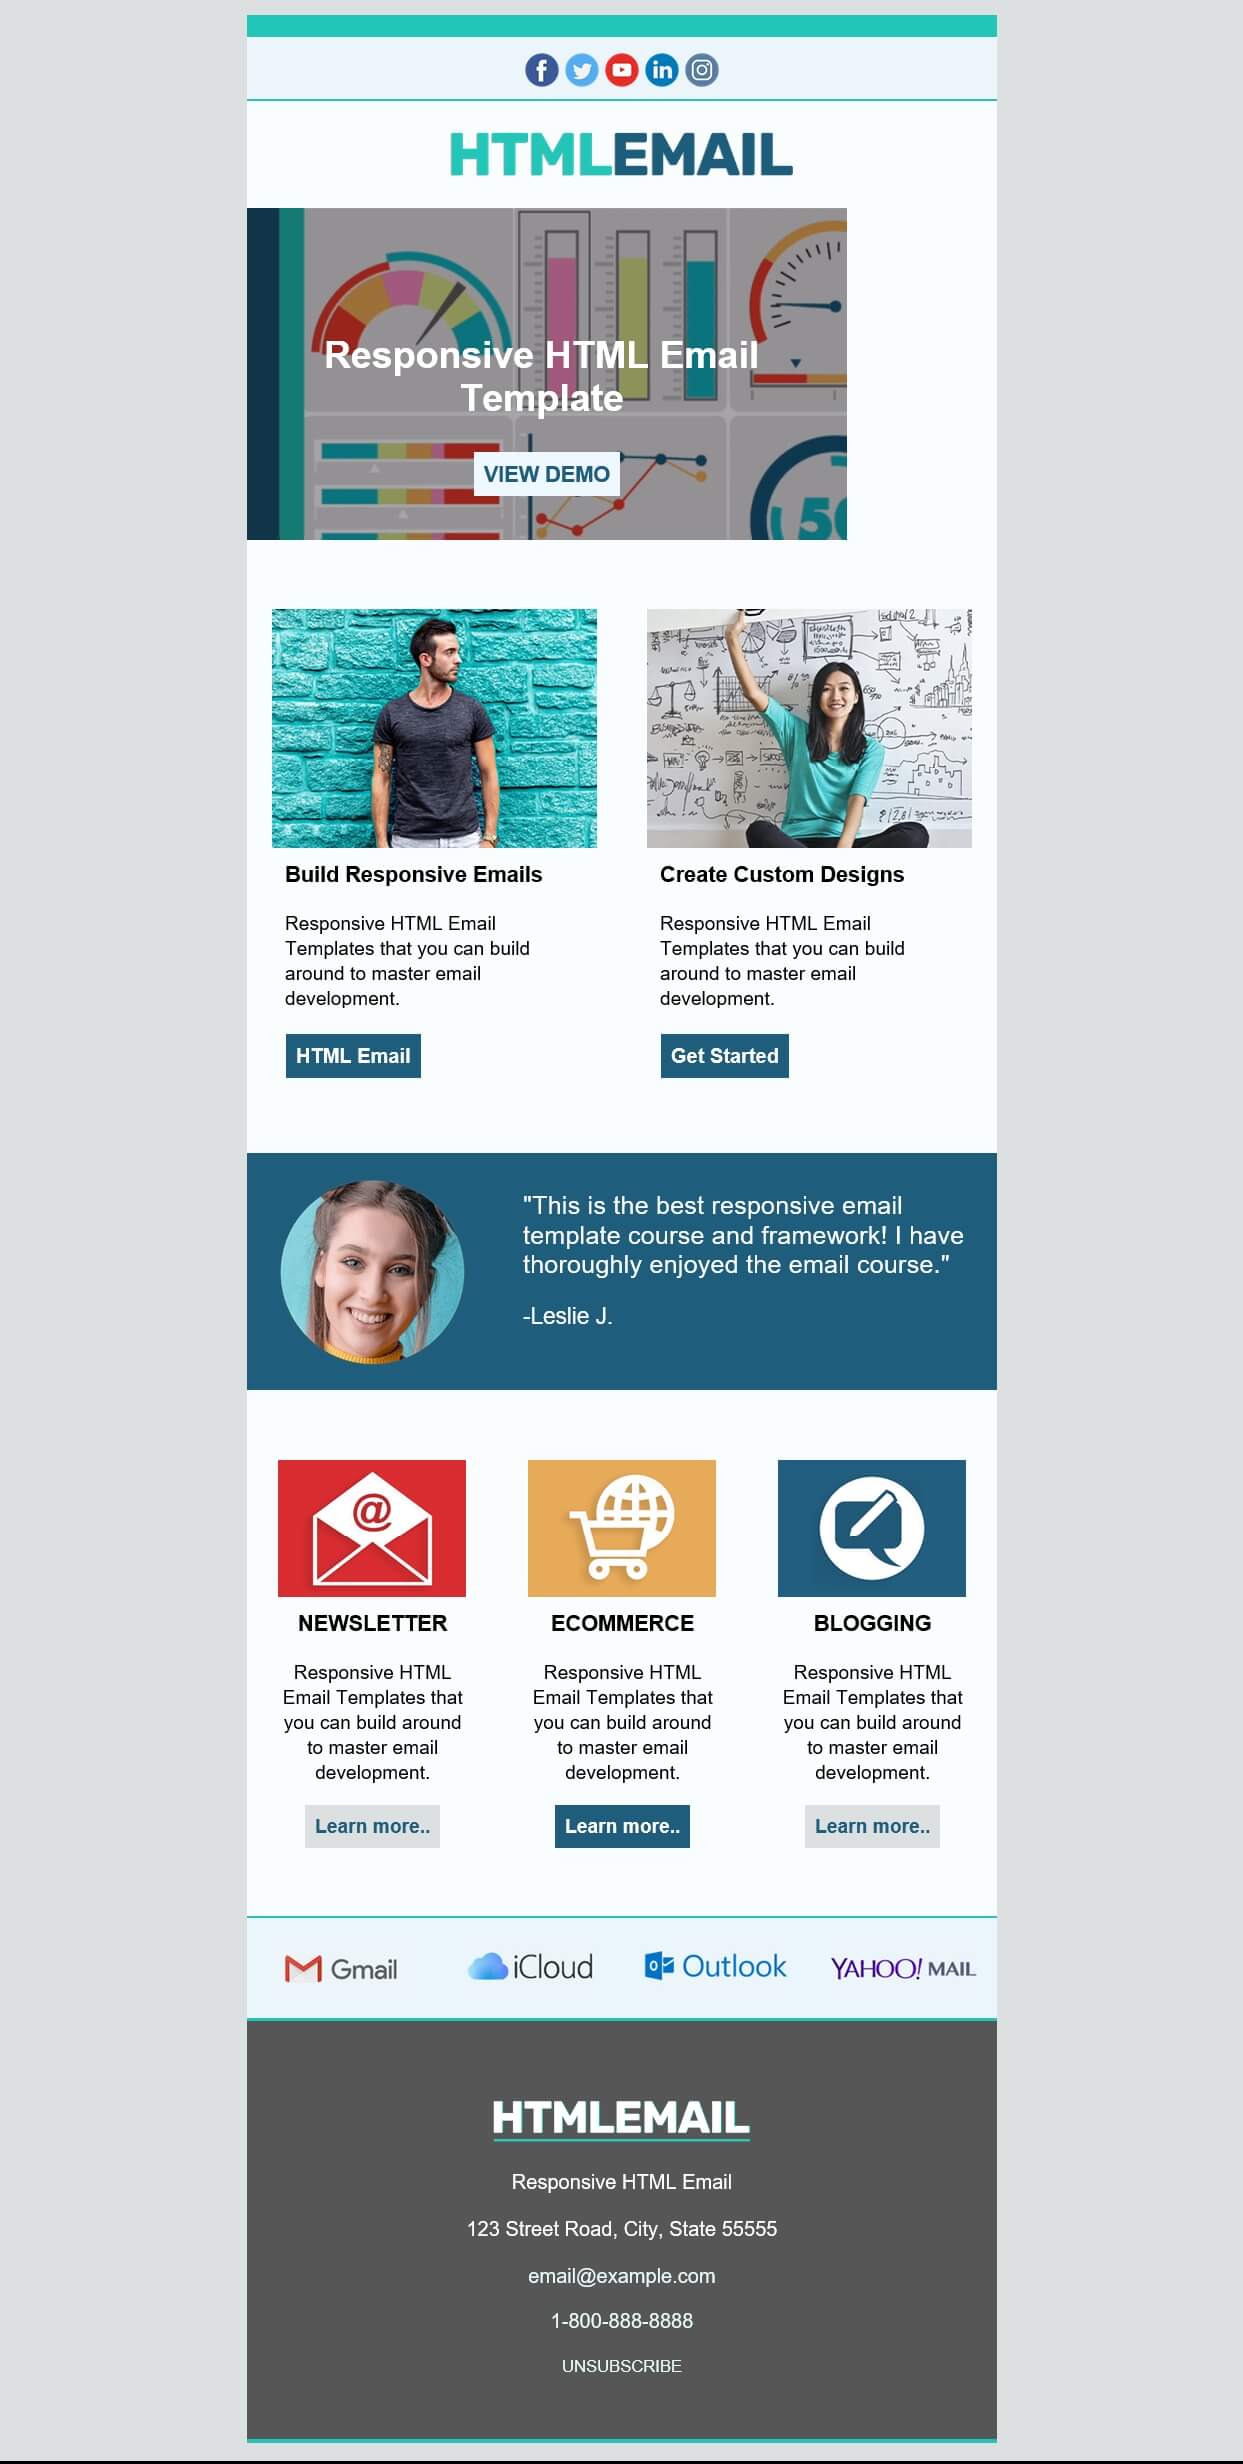 HTMLEMAIL
Responsive HTML Email
Template
VIEW DEMO
Build Responsive Emails
Responsive HTML Email
Templates that you can build
around to master email
development.
HTML Email
Create Custom Designs
Responsive HTML Email
Templates that you can build
around to master email
development.
Get Started
"This is the best responsive email
template course and framework! I have
thoroughly enjoyed the email course."
-Leslie J.
NEWSLETTER
Responsive HTML
Email Templates that
you can build around
to master email
development.
Learn more..
ECOMMERCE
Responsive HTML
Email Templates that
you can build around
to master email
development.
Learn more..
BLOGGING
Responsive HTML
Email Templates that
you can build around
to master email
development.
Learn more..
Gmail
iCloud
Outlook
YAHOO! MAIL
HTMLEMAIL
Responsive HTML Email
123 Street Road, City, State 55555
email@example.com
1-800-888-8888
UNSUBSCRIBE